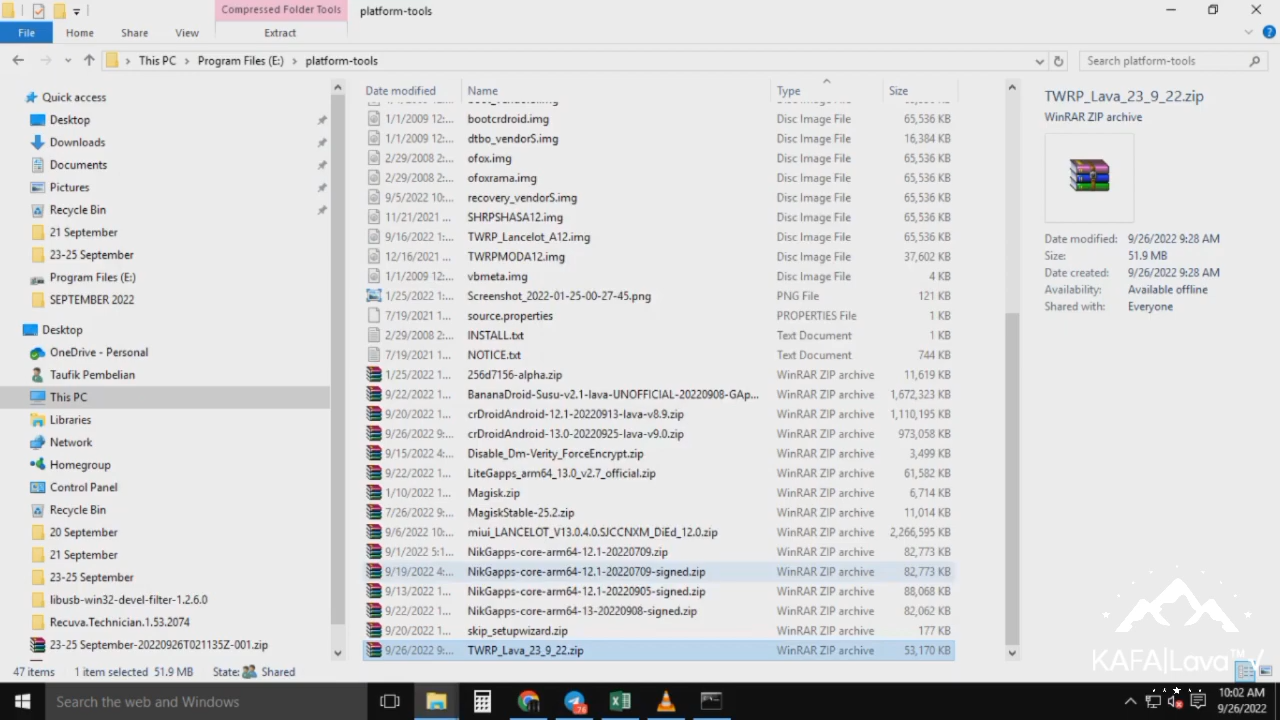 Compressed Folder Tools platform-tools
File Home Share View Extract
This PC > Program Files (E:) > platform-tools Search platform-tools
Date modified Name Type Size
Quick access
Desktop
Downloads
Documents
Pictures
Recycle Bin
21 September
23-25 September
Program Files (E:)
SEPTEMBER 2022
Desktop
OneDrive - Personal
Taufik Pembelian
This PC
Libraries
Network
Homegroup
Control Panel
Recycle Bin
20 September
21 September
23-25 September
libusb-win32-devel-filter-1.2.6.0
Recuva.Technician.1.53.2074
23-25 September-20220926T021135Z-001.zip
1/1/2009 12:... bootcrdroid.img Disc Image File 65,536 KB
1/1/2009 12:... dtbo_vendorS.img Disc Image File 16,384 KB
2/29/2008 2:... ofox.img Disc Image File 65,536 KB
2/29/2008 2:... ofoxrama.img Disc Image File 65,536 KB
9/5/2022 10:... recovery_vendorS.img Disc Image File 65,536 KB
11/21/2021 ... SHRPSHASA12.img Disc Image File 65,536 KB
9/16/2022 1:... TWRP_Lancelot_A12.img Disc Image File 65,536 KB
12/16/2021 ... TWRPMODA12.img Disc Image File 37,602 KB
1/1/2009 12:... vbmeta.img Disc Image File 4 KB
1/25/2022 1:... Screenshot_2022-01-25-00-27-45.png PNG File 121 KB
7/19/2021 1... source.properties PROPERTIES File 1 KB
2/29/2008 2:... INSTALL.txt Text Document 1 KB
7/19/2021 1... NOTICE.txt Text Document 744 KB
1/25/2022 1... 256d7156-alpha.zip WinRAR ZIP archive 11,619 KB
9/22/2022 1... BananaDroid-Susu-v2.1-lava-UNOFFICIAL-20220908-GAp... WinRAR ZIP archive 1,672,323 KB
9/20/2022 1... crDroidAndroid-12.1-20220913-lava-v8.9.zip WinRAR ZIP archive 1,110,195 KB
9/26/2022 9:... crDroidAndroid-13.0-20220925-lava-v9.0.zip WinRAR ZIP archive 973,058 KB
9/15/2022 4:... Disable_Dm-Verity_ForceEncrypt.zip WinRAR ZIP archive 3,499 KB
9/22/2022 1... LiteGapps_arm64_13.0_v2.7_official.zip WinRAR ZIP archive 61,582 KB
1/10/2022 1... Magisk.zip WinRAR ZIP archive 6,714 KB
7/26/2022 9:... MagiskStable-25.2.zip WinRAR ZIP archive 11,014 KB
9/6/2022 10:... miui_LANCELOT_V13.0.4.0.SJCCNXM_DiEd_12.0.zip WinRAR ZIP archive 2,266,595 KB
9/1/2022 5:1... NikGapps-core-arm64-12.1-20220709.zip WinRAR ZIP archive 82,773 KB
9/19/2022 4:... NikGapps-core-arm64-12.1-20220709-signed.zip WinRAR ZIP archive 82,773 KB
9/13/2022 1... NikGapps-core-arm64-12.1-20220905-signed.zip WinRAR ZIP archive 88,068 KB
9/22/2022 1... NikGapps-core-arm64-13-20220908-signed.zip WinRAR ZIP archive 82,062 KB
9/20/2022 1... skip_setupwizard.zip WinRAR ZIP archive 177 KB
9/26/2022 9:... TWRP_Lava_23_9_22.zip WinRAR ZIP archive 53,170 KB
TWRP_Lava_23_9_22.zip
WinRAR ZIP archive
Date modified: 9/26/2022 9:28 AM
Size: 51.9 MB
Date created: 9/26/2022 9:28 AM
Availability: Available offline
Shared with: Everyone
KAFA|Lava™TV
47 items 1 item selected 51.9 MB State: Shared
Search the web and Windows
76
10:02 AM
9/26/2022